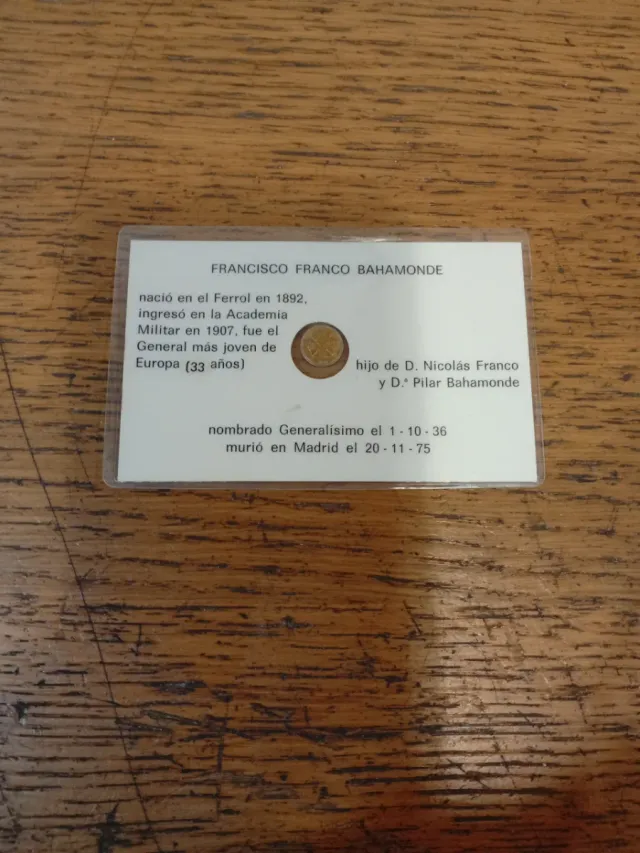 FRANCISCO FRANCO BAHAMONDE
nació en el Ferrol en 1892,
ingresó en la Academia
Militar en 1907, fue el
General más joven de
Europa (33 años)
hijo de D. Nicolás Franco
y D.ª Pilar Bahamonde
nombrado Generalísimo el 1 - 10 - 36
murió en Madrid el 20 - 11 - 75